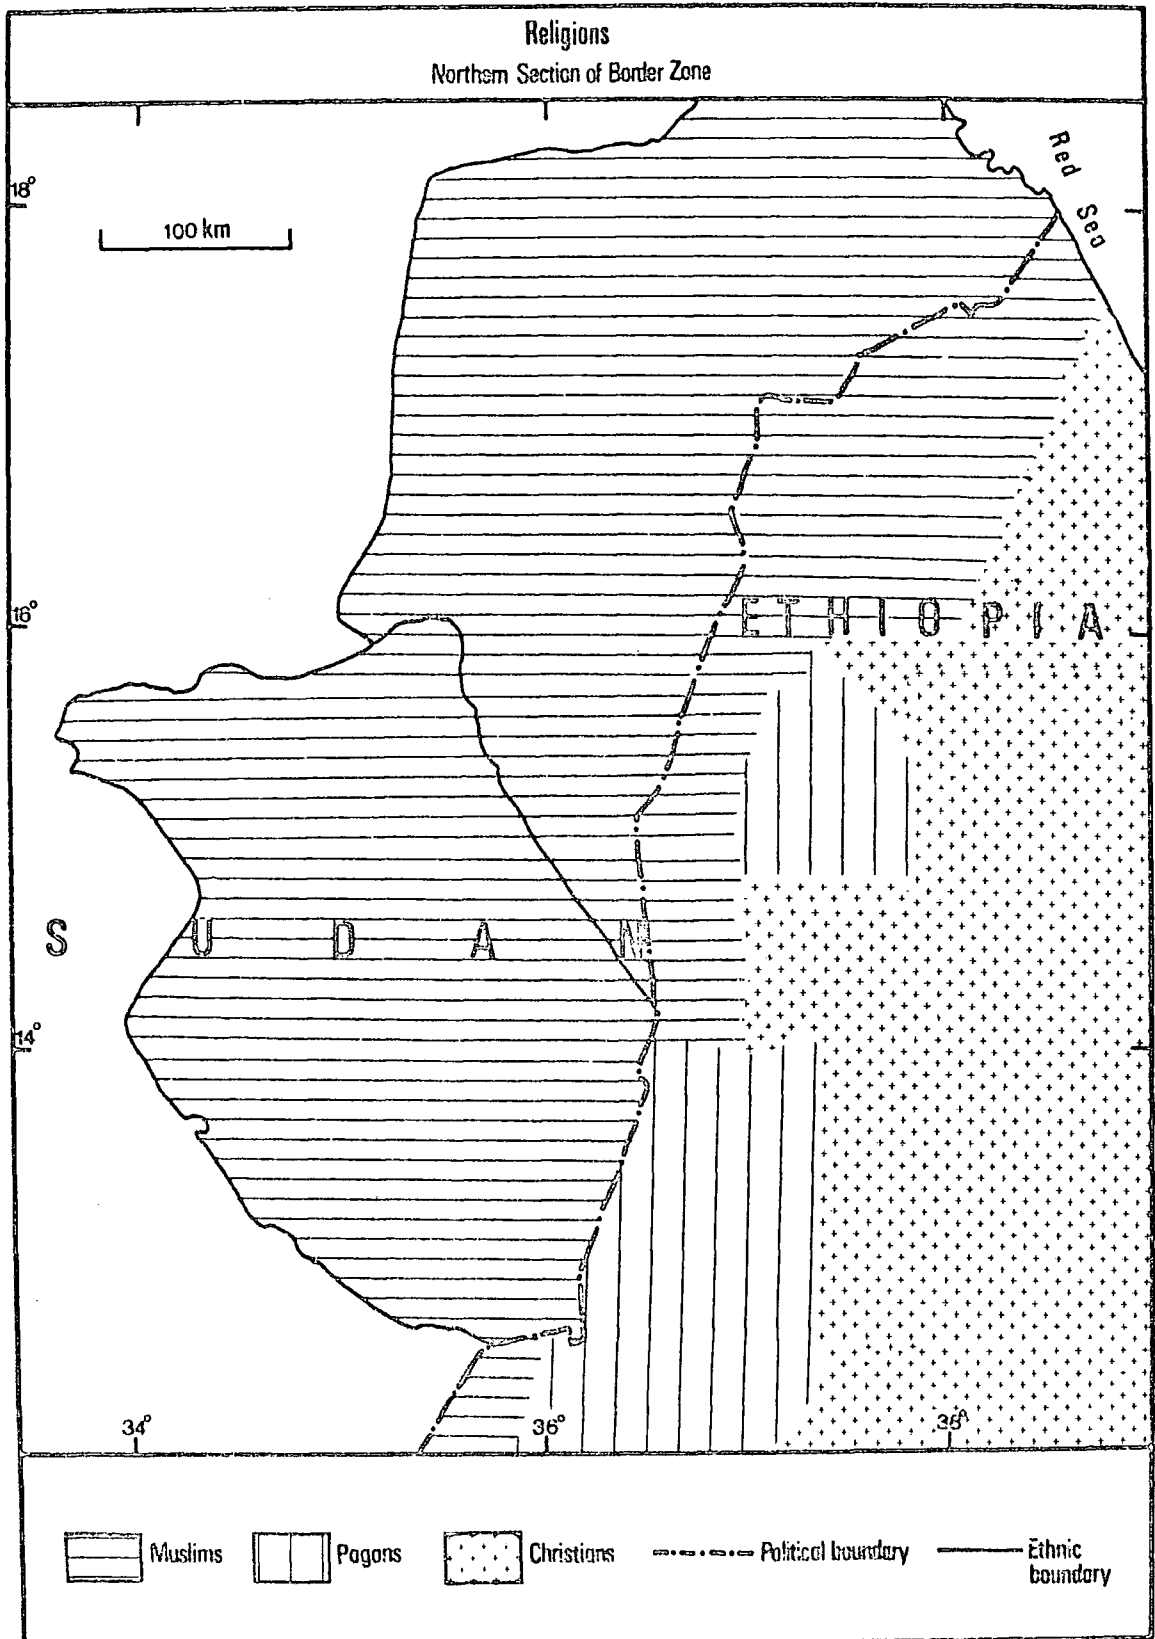 Religions
Northern Section of Border Zone
Red Sea
18°
100 km
16°
ETHIOPIA
SUDAN
14°
34°
36°
38°
Muslims
Pagans
Christians
Political boundary
Ethnic boundary